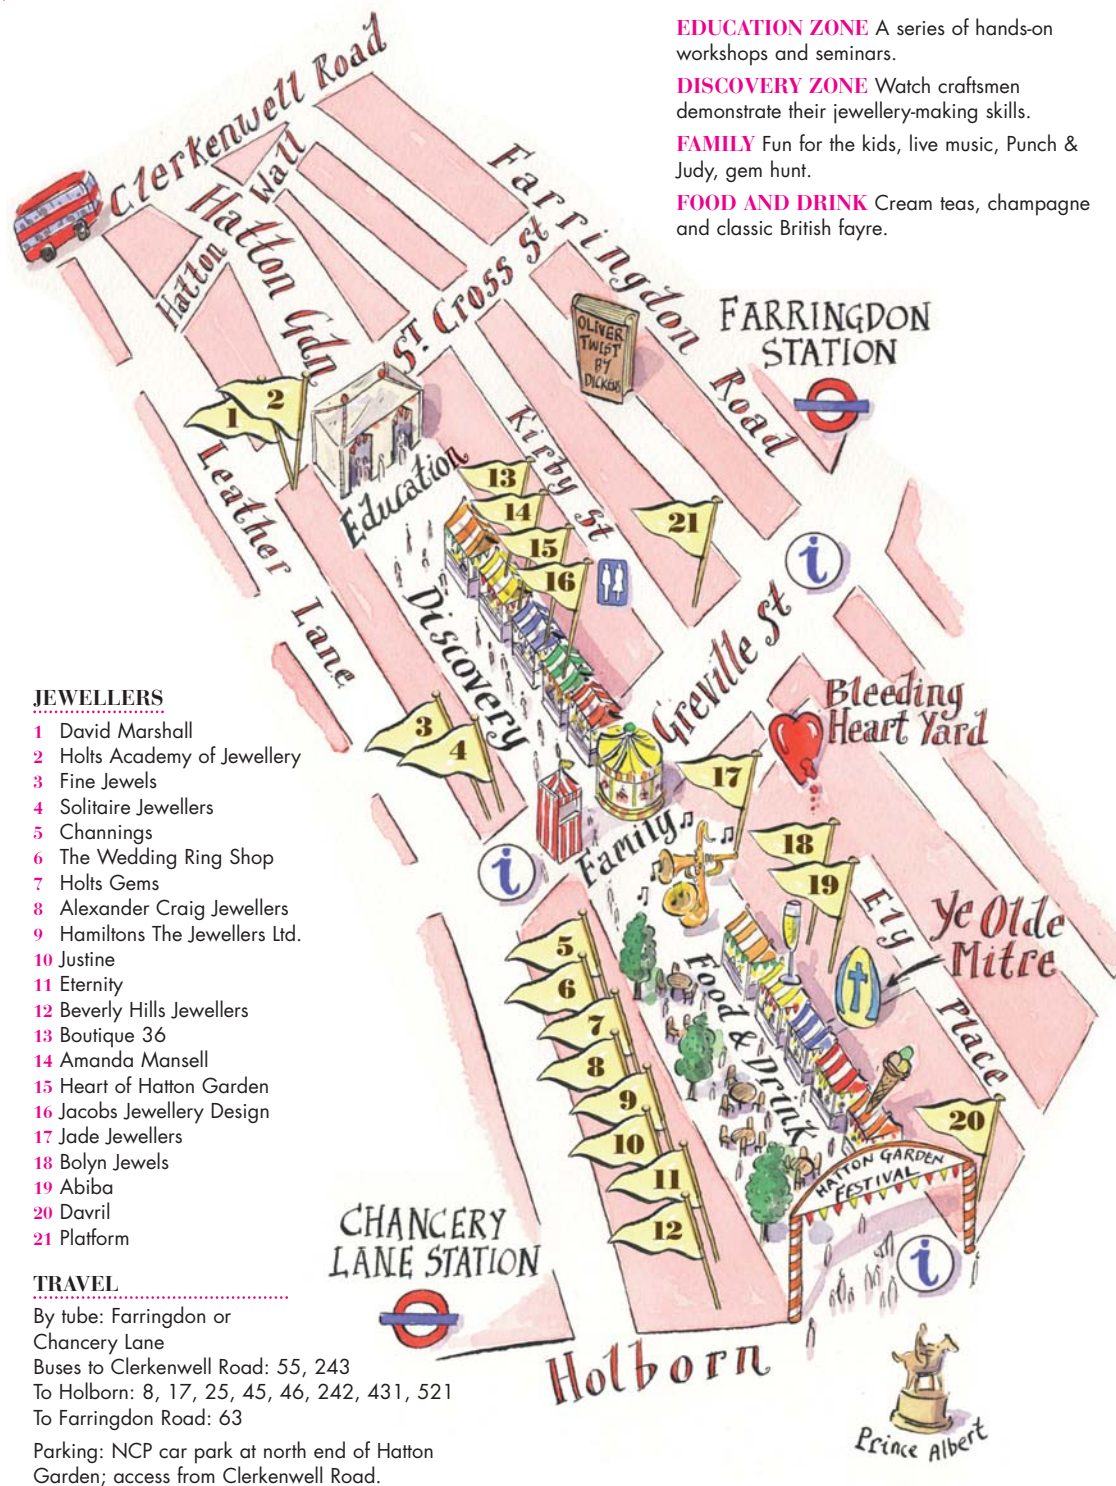 EDUCATION ZONE A series of hands-on
workshops and seminars.
DISCOVERY ZONE Watch craftsmen
demonstrate their jewellery-making skills.
FAMILY Fun for the kids, live music, Punch &
Judy, gem hunt.
FOOD AND DRINK Cream teas, champagne
and classic British fayre.
Clerkenwell Road
Hatton Wall
Hatton Gdn
Farringdon Road
ST. Cross St
OLIVER
TWIST
BY
DICKENS
FARRINGDON
STATION
1
2
Leather Lane
Education
Kirby St
13
14
15
16
21
i
Discovery
Greville St
Bleeding
Heart Yard
3
4
17
Family
i
18
19
Ely Place
Ye Olde
Mitre
5
6
7
8
9
10
11
12
Food & Drink
20
HATTON GARDEN
FESTIVAL
i
CHANCERY
LANE STATION
Holborn
Prince Albert
JEWELLERS
1 David Marshall
2 Holts Academy of Jewellery
3 Fine Jewels
4 Solitaire Jewellers
5 Channings
6 The Wedding Ring Shop
7 Holts Gems
8 Alexander Craig Jewellers
9 Hamiltons The Jewellers Ltd.
10 Justine
11 Eternity
12 Beverly Hills Jewellers
13 Boutique 36
14 Amanda Mansell
15 Heart of Hatton Garden
16 Jacobs Jewellery Design
17 Jade Jewellers
18 Bolyn Jewels
19 Abiba
20 Davril
21 Platform
TRAVEL
By tube: Farringdon or
Chancery Lane
Buses to Clerkenwell Road: 55, 243
To Holborn: 8, 17, 25, 45, 46, 242, 431, 521
To Farringdon Road: 63
Parking: NCP car park at north end of Hatton
Garden; access from Clerkenwell Road.